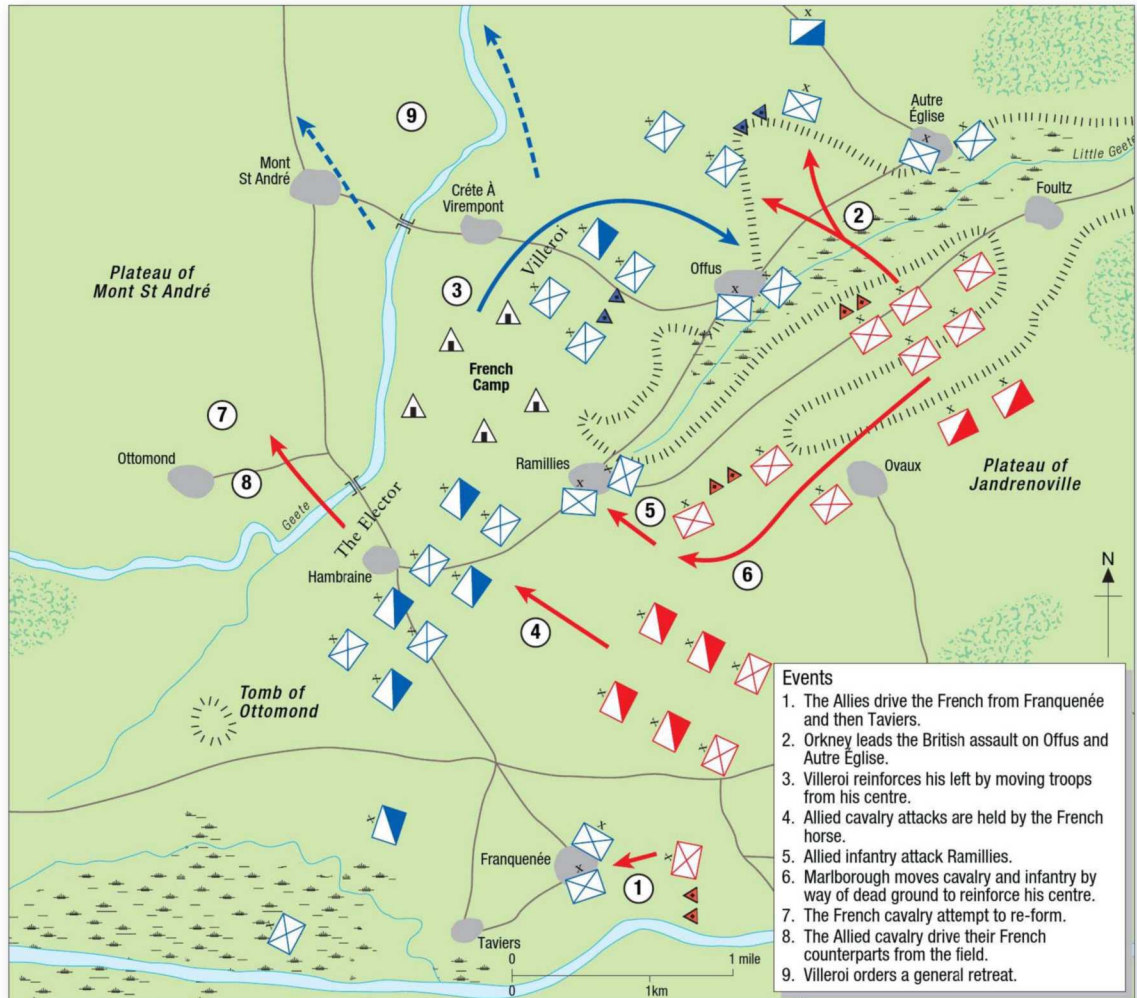 9
Autre
Église
Little Geete
Mont
St André
Créte À
Virempont
Foultz
2
Villeroi
Plateau of
Mont St André
3
Offus
French
Camp
7
Ottomond
8
Geete
The Elector
Ramillies
5
Ovaux
Plateau of
Jandrenoville
Hambraine
6
N
4
Tomb of
Ottomond
Franquenée
1
Taviers
0 1 mile
0 1km
Events
1. The Allies drive the French from Franquenée
and then Taviers.
2. Orkney leads the British assault on Offus and
Autre Église.
3. Villeroi reinforces his left by moving troops
from his centre.
4. Allied cavalry attacks are held by the French
horse.
5. Allied infantry attack Ramillies.
6. Marlborough moves cavalry and infantry by
way of dead ground to reinforce his centre.
7. The French cavalry attempt to re-form.
8. The Allied cavalry drive their French
counterparts from the field.
9. Villeroi orders a general retreat.